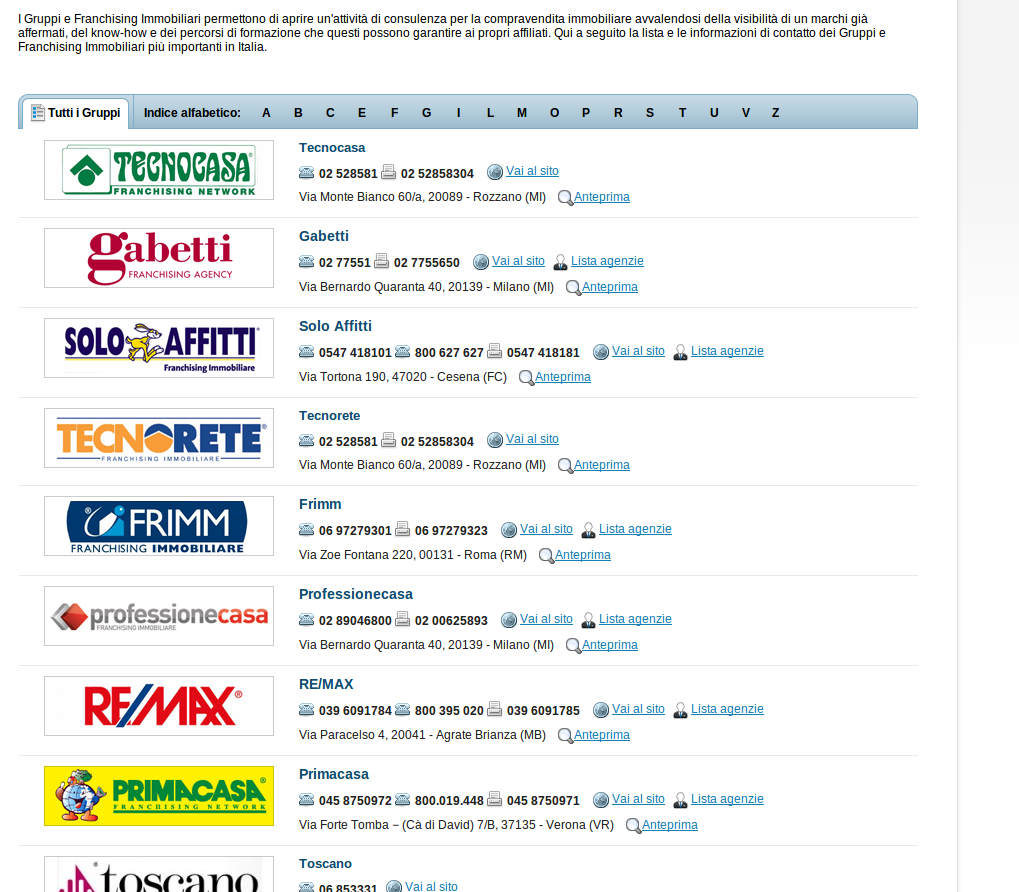 I Gruppi e Franchising Immobiliari permettono di aprire un'attività di consulenza per la compravendita immobiliare avvalendosi della visibilità di un marchi già
affermati, del know-how e dei percorsi di formazione che questi possono garantire ai propri affiliati. Qui a seguito la lista e le informazioni di contatto dei Gruppi e
Franchising Immobiliari più importanti in Italia.
Tutti i Gruppi Indice alfabetico: A B C E F G I L M O P R S T U V Z
TECNOCASA®
FRANCHISING NETWORK
Tecnocasa
02 528581 02 52858304 Vai al sito
Via Monte Bianco 60/a, 20089 - Rozzano (MI) Anteprima
gabetti
FRANCHISING AGENCY
Gabetti
02 77551 02 7755650 Vai al sito Lista agenzie
Via Bernardo Quaranta 40, 20139 - Milano (MI) Anteprima
SOLO AFFITTI®
Franchising Immobiliare
Solo Affitti
0547 418101 800 627 627 0547 418181 Vai al sito Lista agenzie
Via Tortona 190, 47020 - Cesena (FC) Anteprima
TECNORETE®
FRANCHISING IMMOBILIARE
Tecnorete
02 528581 02 52858304 Vai al sito
Via Monte Bianco 60/a, 20089 - Rozzano (MI) Anteprima
FRIMM
FRANCHISING IMMOBILIARE
Frimm
06 97279301 06 97279323 Vai al sito Lista agenzie
Via Zoe Fontana 220, 00131 - Roma (RM) Anteprima
professionecasa
FRANCHISING IMMOBILIARE
Professionecasa
02 89046800 02 00625893 Vai al sito Lista agenzie
Via Bernardo Quaranta 40, 20139 - Milano (MI) Anteprima
RE/MAX®
RE/MAX
039 6091784 800 395 020 039 6091785 Vai al sito Lista agenzie
Via Paracelso 4, 20041 - Agrate Brianza (MB) Anteprima
PRIMACASA®
FRANCHISING NETWORK
Primacasa
045 8750972 800.019.448 045 8750971 Vai al sito Lista agenzie
Via Forte Tomba – (Cà di David) 7/B, 37135 - Verona (VR) Anteprima
toscano
Toscano
06 853331 Vai al sito